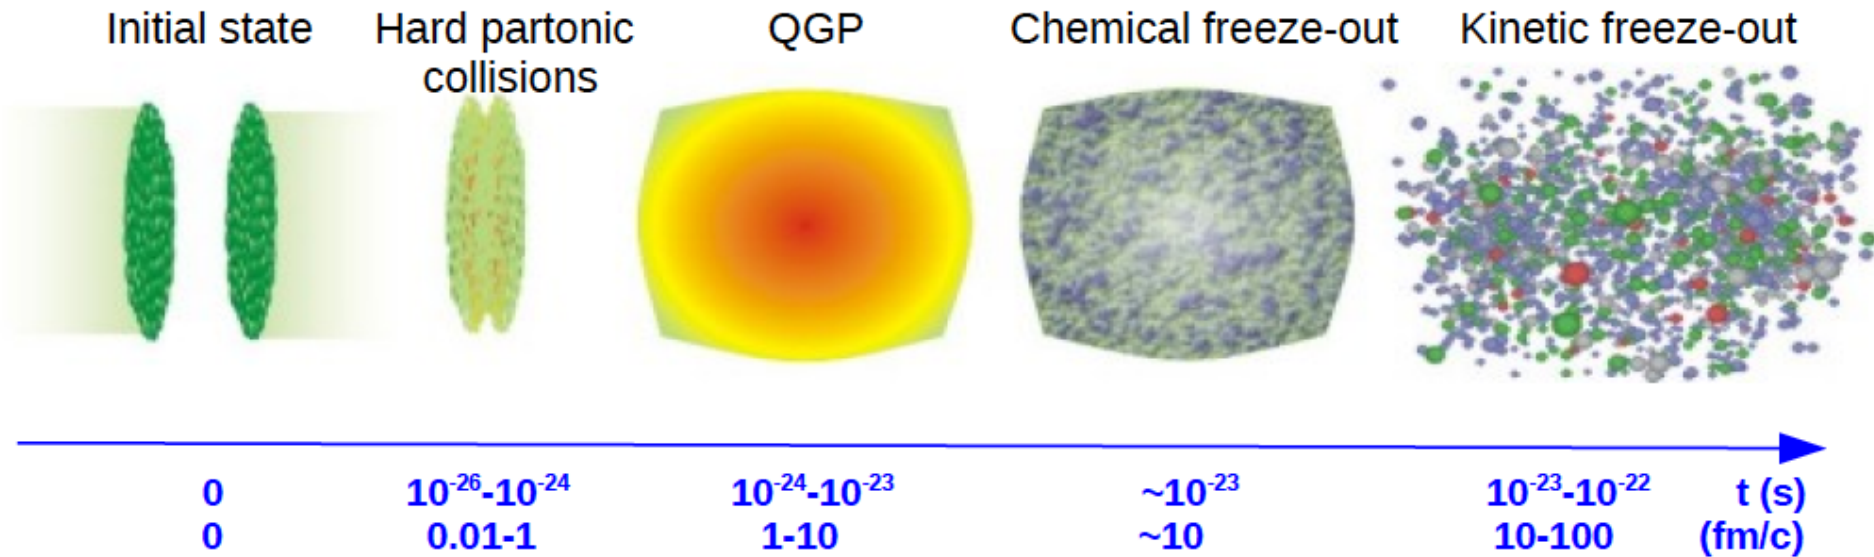 Initial state
Hard partonic
collisions
QGP
Chemical freeze-out
Kinetic freeze-out
0 10⁻²⁶-10⁻²⁴ 10⁻²⁴-10⁻²³ ~10⁻²³ 10⁻²³-10⁻²² t (s)
0 0.01-1 1-10 ~10 10-100 (fm/c)